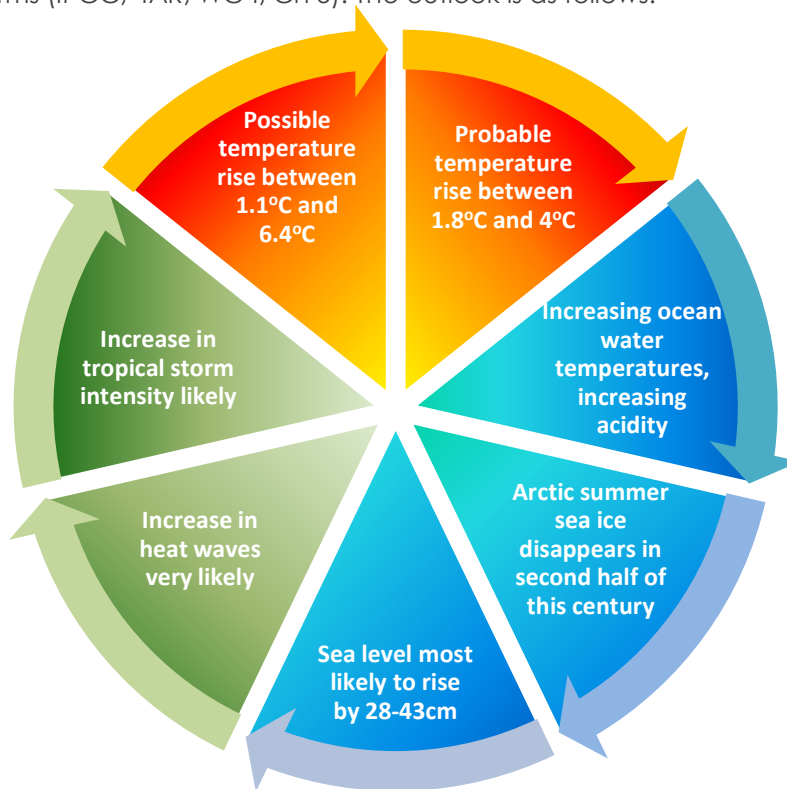 The outlook is as follows:
Possible
temperature
rise between
1.1ºC and
6.4ºC
Probable
temperature
rise between
1.8ºC and 4ºC
Increasing ocean
water
temperatures,
increasing
acidity
Arctic summer
sea ice
disappears in
second half of
this century
Sea level most
likely to rise
by 28-43cm
Increase in
heat waves
very likely
Increase in
tropical storm
intensity likely